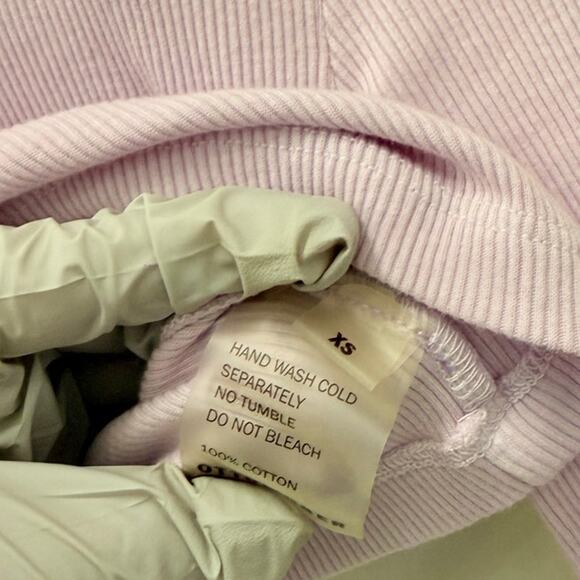 XS
HAND WASH COLD
SEPARATELY
NO TUMBLE
DO NOT BLEACH
100% COTTON